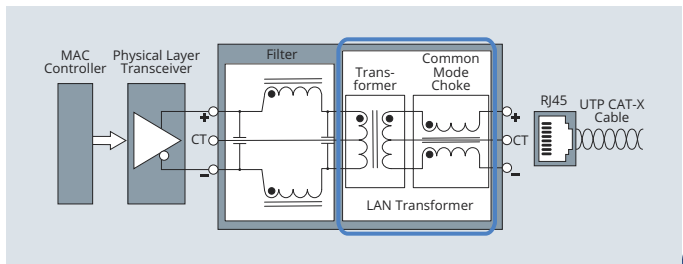 MAC
Controller
Physical Layer
Transceiver
Filter
Trans-
former
Common
Mode
Choke
RJ45
UTP CAT-X
Cable
+
CT
–
+
CT
–
LAN Transformer